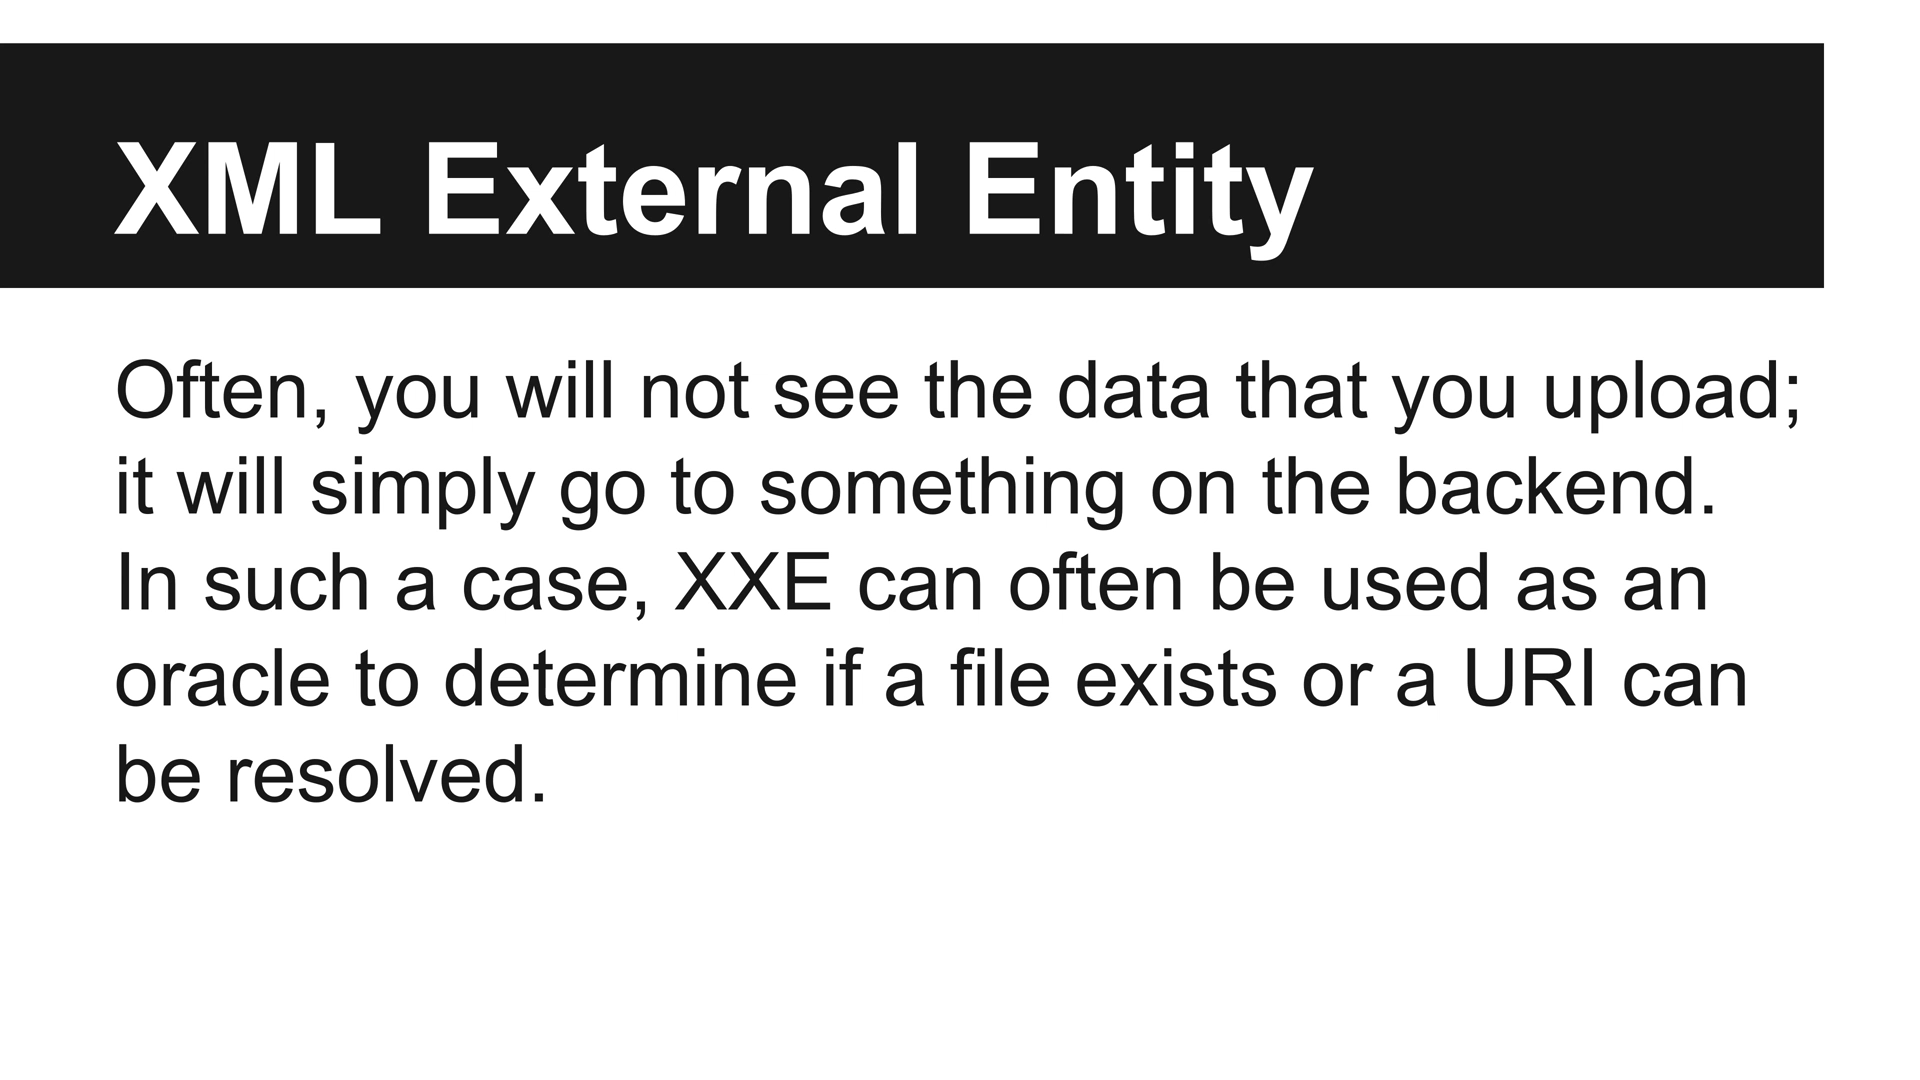 XML External Entity
Often, you will not see the data that you upload;
it will simply go to something on the backend.
In such a case, XXE can often be used as an
oracle to determine if a file exists or a URI can
be resolved.